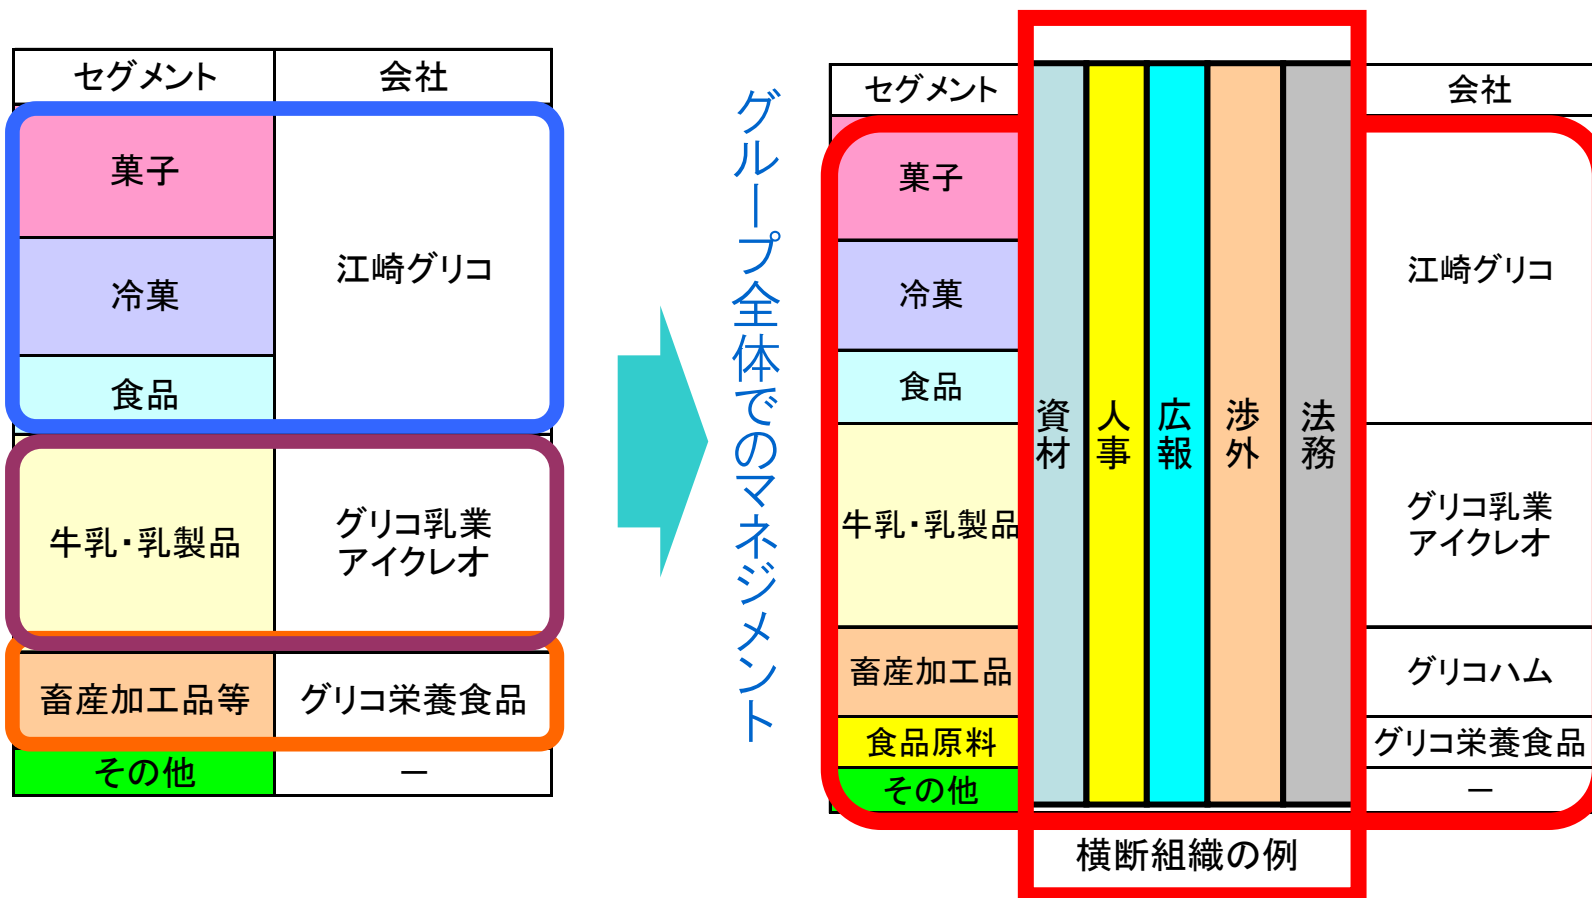 セグメント
会社
菓子
江崎グリコ
冷菓
食品
牛乳・乳製品
グリコ乳業
アイクレオ
畜産加工品等
グリコ栄養食品
その他
－
グループ全体でのマネジメント
セグメント
会社
菓子
江崎グリコ
冷菓
食品
牛乳・乳製品
グリコ乳業
アイクレオ
畜産加工品
グリコハム
食品原料
グリコ栄養食品
その他
－
資材
人事
広報
渉外
法務
横断組織の例